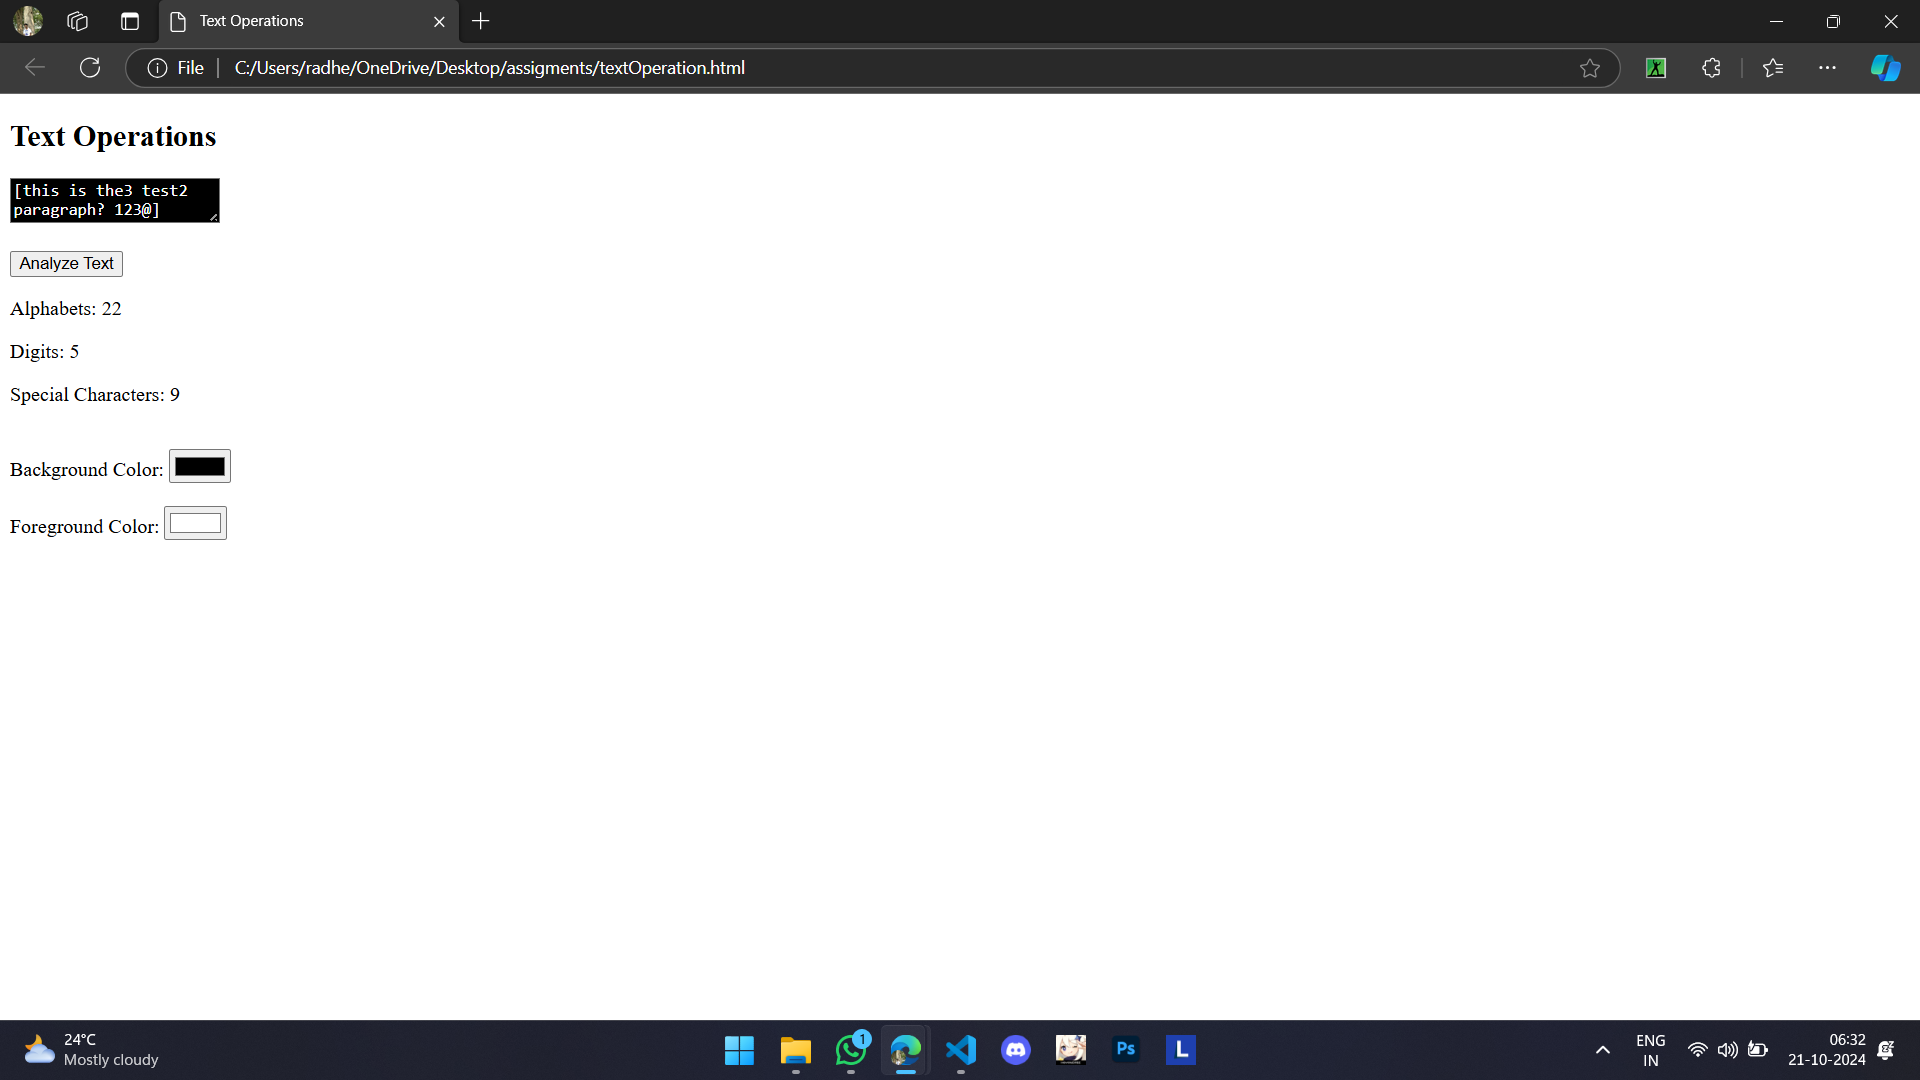 Text Operations
File
C:/Users/radhe/OneDrive/Desktop/assigments/textOperation.html
Text Operations
[this is the3 test2
paragraph? 123@]
Analyze Text
Alphabets: 22
Digits: 5
Special Characters: 9
Background Color:
Foreground Color:
24°C
Mostly cloudy
1
Ps
L
ENG
IN
06:32
21-10-2024